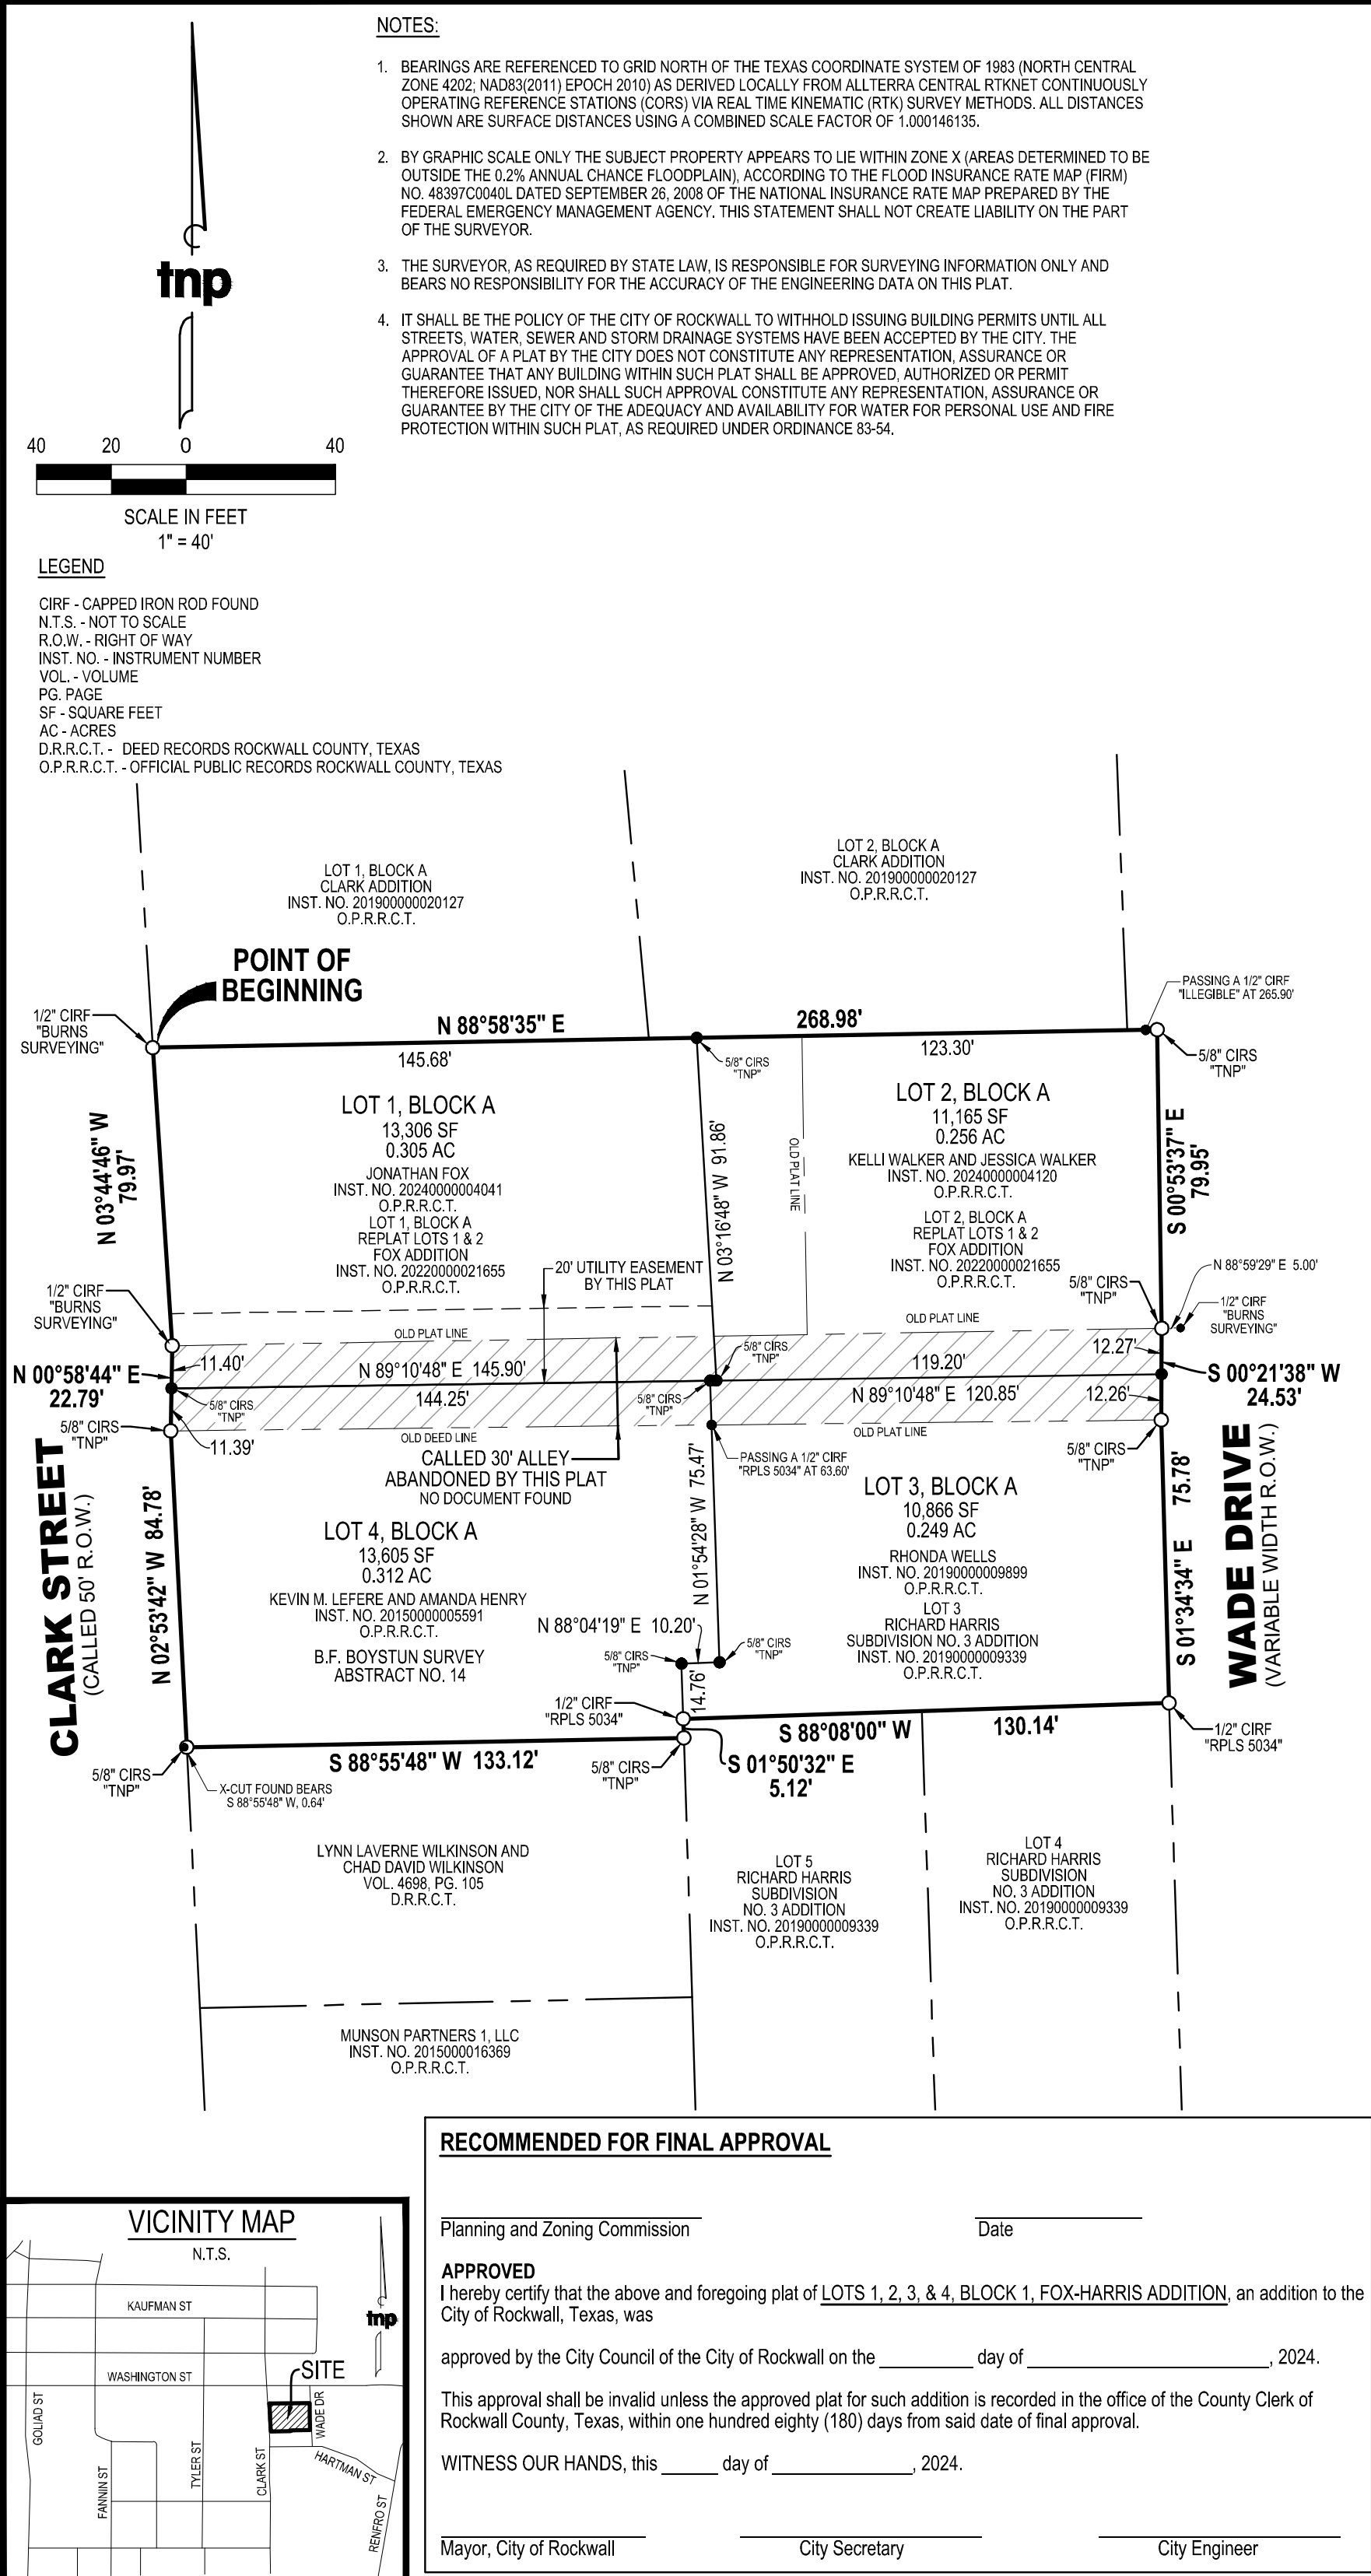 NOTES:
1. BEARINGS ARE REFERENCED TO GRID NORTH OF THE TEXAS COORDINATE SYSTEM OF 1983 (NORTH CENTRAL
ZONE 4202; NAD83(2011) EPOCH 2010) AS DERIVED LOCALLY FROM ALLTERRA CENTRAL RTKNET CONTINUOUSLY
OPERATING REFERENCE STATIONS (CORS) VIA REAL TIME KINEMATIC (RTK) SURVEY METHODS. ALL DISTANCES
SHOWN ARE SURFACE DISTANCES USING A COMBINED SCALE FACTOR OF 1.000146135.
2. BY GRAPHIC SCALE ONLY THE SUBJECT PROPERTY APPEARS TO LIE WITHIN ZONE X (AREAS DETERMINED TO BE
OUTSIDE THE 0.2% ANNUAL CHANCE FLOODPLAIN), ACCORDING TO THE FLOOD INSURANCE RATE MAP (FIRM)
NO. 48397C0040L DATED SEPTEMBER 26, 2008 OF THE NATIONAL INSURANCE RATE MAP PREPARED BY THE
FEDERAL EMERGENCY MANAGEMENT AGENCY. THIS STATEMENT SHALL NOT CREATE LIABILITY ON THE PART
OF THE SURVEYOR.
3. THE SURVEYOR, AS REQUIRED BY STATE LAW, IS RESPONSIBLE FOR SURVEYING INFORMATION ONLY AND
BEARS NO RESPONSIBILITY FOR THE ACCURACY OF THE ENGINEERING DATA ON THIS PLAT.
4. IT SHALL BE THE POLICY OF THE CITY OF ROCKWALL TO WITHHOLD ISSUING BUILDING PERMITS UNTIL ALL
STREETS, WATER, SEWER AND STORM DRAINAGE SYSTEMS HAVE BEEN ACCEPTED BY THE CITY. THE
APPROVAL OF A PLAT BY THE CITY DOES NOT CONSTITUTE ANY REPRESENTATION, ASSURANCE OR
GUARANTEE THAT ANY BUILDING WITHIN SUCH PLAT SHALL BE APPROVED, AUTHORIZED OR PERMIT
THEREFORE ISSUED, NOR SHALL SUCH APPROVAL CONSTITUTE ANY REPRESENTATION, ASSURANCE OR
GUARANTEE BY THE CITY OF THE ADEQUACY AND AVAILABILITY FOR WATER FOR PERSONAL USE AND FIRE
PROTECTION WITHIN SUCH PLAT, AS REQUIRED UNDER ORDINANCE 83-54.
tnp
40 20 0 40
SCALE IN FEET
1" = 40'
LEGEND
CIRF - CAPPED IRON ROD FOUND
N.T.S. - NOT TO SCALE
R.O.W. - RIGHT OF WAY
INST. NO. - INSTRUMENT NUMBER
VOL. - VOLUME
PG. PAGE
SF - SQUARE FEET
AC - ACRES
D.R.R.C.T. - DEED RECORDS ROCKWALL COUNTY, TEXAS
O.P.R.R.C.T. - OFFICIAL PUBLIC RECORDS ROCKWALL COUNTY, TEXAS
LOT 1, BLOCK A
CLARK ADDITION
INST. NO. 201900000020127
O.P.R.R.C.T.
LOT 2, BLOCK A
CLARK ADDITION
INST. NO. 201900000020127
O.P.R.R.C.T.
POINT OF
BEGINNING
1/2" CIRF
"BURNS
SURVEYING"
PASSING A 1/2" CIRF
"ILLEGIBLE" AT 265.90'
N 88°58'35" E
268.98'
145.68'
123.30'
5/8" CIRS
"TNP"
5/8" CIRS
"TNP"
N 03°44'46" W
79.97'
LOT 1, BLOCK A
13,306 SF
0.305 AC
JONATHAN FOX
INST. NO. 20240000004041
O.P.R.R.C.T.
LOT 1, BLOCK A
REPLAT LOTS 1 & 2
FOX ADDITION
INST. NO. 20220000021655
O.P.R.R.C.T.
N 03°16'48" W 91.86'
OLD PLAT LINE
LOT 2, BLOCK A
11,165 SF
0.256 AC
KELLI WALKER AND JESSICA WALKER
INST. NO. 20240000004120
O.P.R.R.C.T.
LOT 2, BLOCK A
REPLAT LOTS 1 & 2
FOX ADDITION
INST. NO. 20220000021655
O.P.R.R.C.T.
S 00°53'37" E
79.95'
20' UTILITY EASEMENT
BY THIS PLAT
1/2" CIRF
"BURNS
SURVEYING"
5/8" CIRS
"TNP"
N 88°59'29" E 5.00'
1/2" CIRF
"BURNS
SURVEYING"
OLD PLAT LINE
OLD PLAT LINE
11.40'
N 89°10'48" E 145.90'
5/8" CIRS
"TNP"
119.20'
12.27'
N 00°58'44" E
22.79'
S 00°21'38" W
24.53'
5/8" CIRS
"TNP"
144.25'
5/8" CIRS
"TNP"
N 89°10'48" E 120.85'
12.26'
5/8" CIRS
"TNP"
11.39'
OLD DEED LINE
OLD PLAT LINE
5/8" CIRS
"TNP"
CALLED 30' ALLEY
ABANDONED BY THIS PLAT
NO DOCUMENT FOUND
PASSING A 1/2" CIRF
"RPLS 5034" AT 63.60'
CLARK STREET
(CALLED 50' R.O.W.)
N 02°53'42" W 84.78'
LOT 4, BLOCK A
13,605 SF
0.312 AC
KEVIN M. LEFERE AND AMANDA HENRY
INST. NO. 20150000005591
O.P.R.R.C.T.
B.F. BOYSTUN SURVEY
ABSTRACT NO. 14
N 01°54'28" W 75.47'
LOT 3, BLOCK A
10,866 SF
0.249 AC
RHONDA WELLS
INST. NO. 20190000009899
O.P.R.R.C.T.
LOT 3
RICHARD HARRIS
SUBDIVISION NO. 3 ADDITION
INST. NO. 20190000009339
O.P.R.R.C.T.
S 01°34'34" E 75.78'
WADE DRIVE
(VARIABLE WIDTH R.O.W.)
N 88°04'19" E 10.20'
5/8" CIRS
"TNP"
5/8" CIRS
"TNP"
14.76'
1/2" CIRF
"RPLS 5034"
S 88°08'00" W
130.14'
1/2" CIRF
"RPLS 5034"
S 88°55'48" W 133.12'
5/8" CIRS
"TNP"
S 01°50'32" E
5.12'
5/8" CIRS
"TNP"
X-CUT FOUND BEARS
S 88°55'48" W, 0.64'
LYNN LAVERNE WILKINSON AND
CHAD DAVID WILKINSON
VOL. 4698, PG. 105
D.R.R.C.T.
LOT 5
RICHARD HARRIS
SUBDIVISION
NO. 3 ADDITION
INST. NO. 20190000009339
O.P.R.R.C.T.
LOT 4
RICHARD HARRIS
SUBDIVISION
NO. 3 ADDITION
INST. NO. 20190000009339
O.P.R.R.C.T.
MUNSON PARTNERS 1, LLC
INST. NO. 2015000016369
O.P.R.R.C.T.
RECOMMENDED FOR FINAL APPROVAL
Planning and Zoning Commission Date
APPROVED
I hereby certify that the above and foregoing plat of LOTS 1, 2, 3, & 4, BLOCK 1, FOX-HARRIS ADDITION, an addition to the
City of Rockwall, Texas, was
approved by the City Council of the City of Rockwall on the ______ day of ______, 2024.
This approval shall be invalid unless the approved plat for such addition is recorded in the office of the County Clerk of
Rockwall County, Texas, within one hundred eighty (180) days from said date of final approval.
WITNESS OUR HANDS, this ______ day of ______, 2024.
Mayor, City of Rockwall City Secretary City Engineer
VICINITY MAP
N.T.S.
tnp
KAUFMAN ST
WASHINGTON ST
SITE
GOLIAD ST
FANNIN ST
TYLER ST
CLARK ST
WADE DR
HARTMAN ST
RENFRO ST